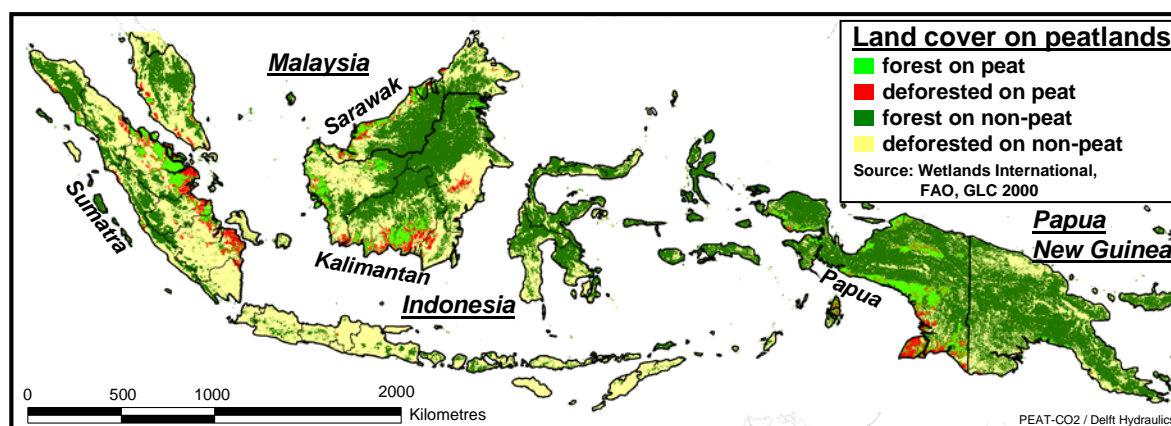 Land cover on peatlands
forest on peat
deforested on peat
forest on non-peat
deforested on non-peat
Source: Wetlands International,
FAO, GLC 2000
Malaysia
Sarawak
Sumatra
Kalimantan
Indonesia
Papua
Papua
New Guinea
0 500 1000 2000
Kilometres
PEAT-CO2 / Delft Hydraulics